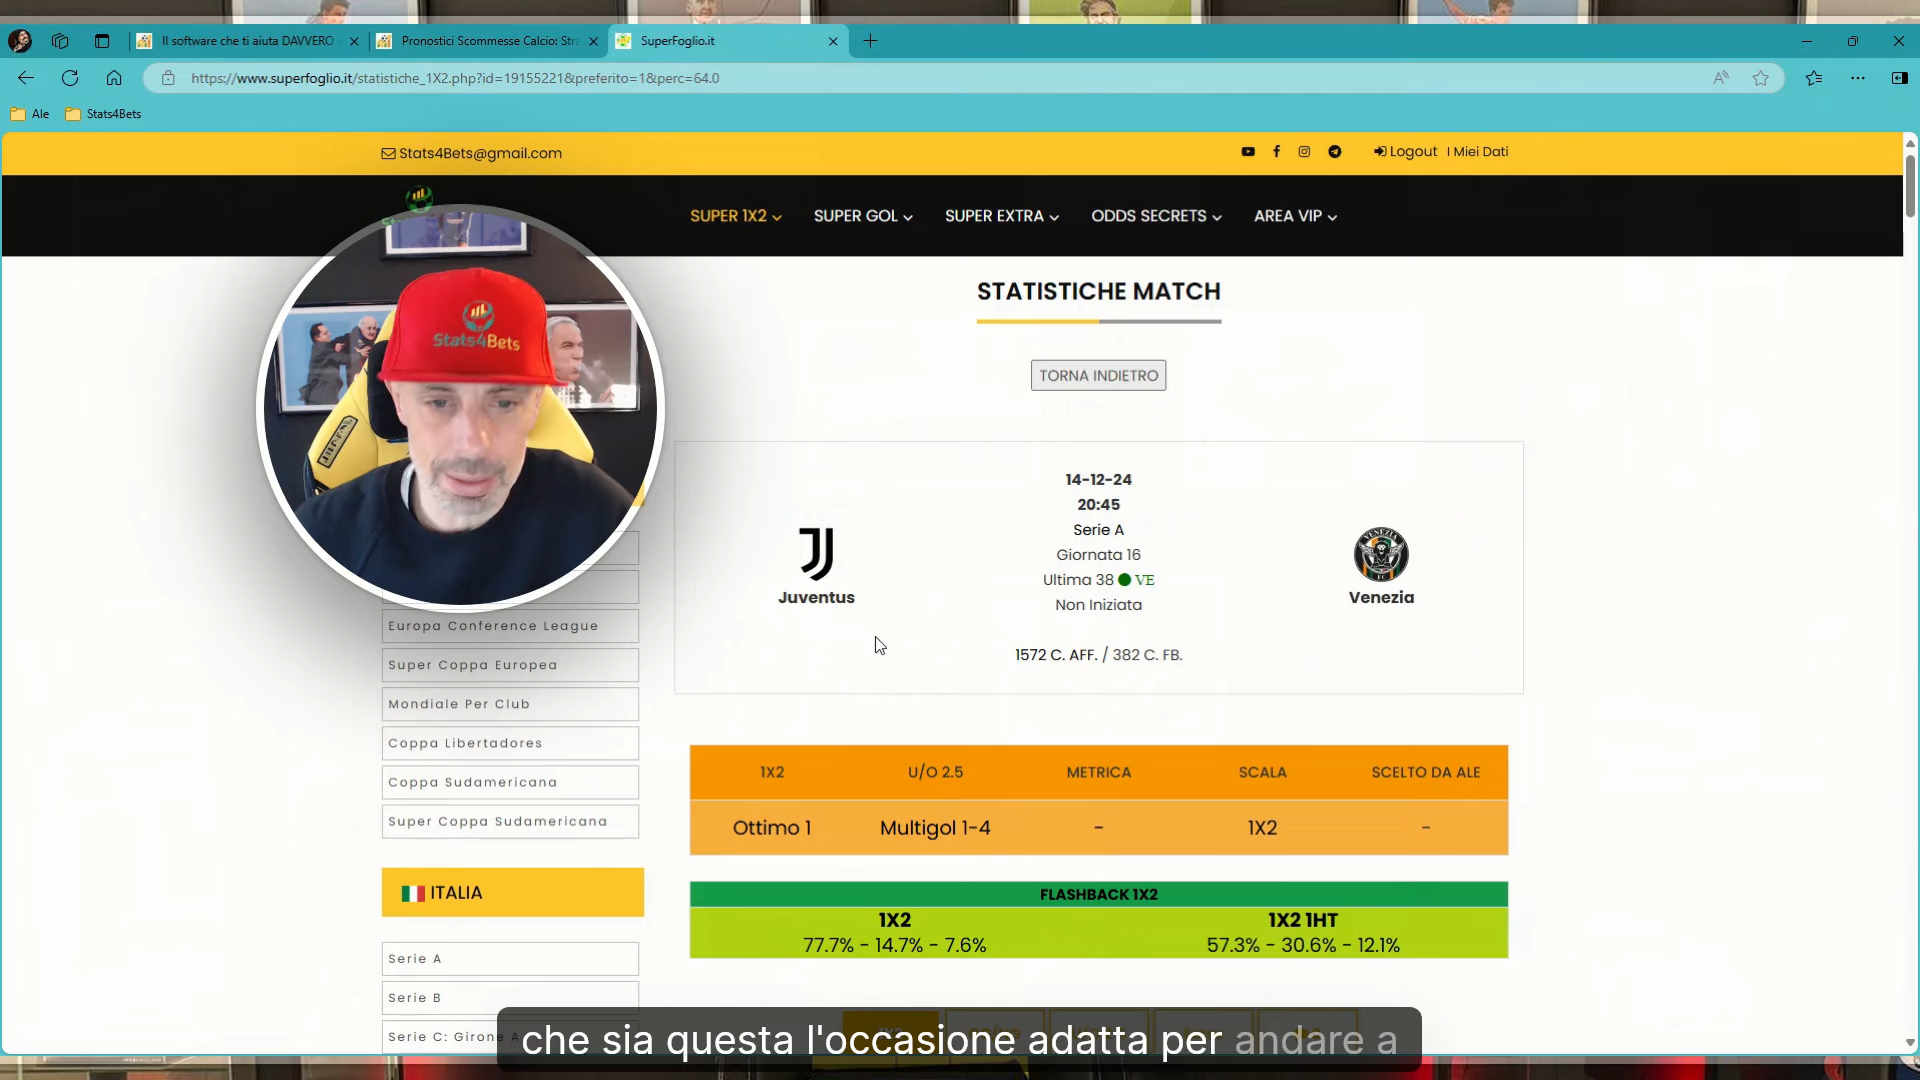 Il software che ti aiuta DAVVERO
Pronostici Scommesse Calcio: Str
SuperFoglio.it
https://www.superfoglio.it/statistiche_1X2.php?id=19155221&preferito=1&perc=64.0
Ale
Stats4Bets
Stats4Bets@gmail.com
Logout
I Miei Dati
SUPER 1X2
SUPER GOL
SUPER EXTRA
ODDS SECRETS
AREA VIP
Stats4Bets
STATISTICHE MATCH
TORNA INDIETRO
14-12-24
20:45
Serie A
Giornata 16
Ultima 38 VE
Non Iniziata
Juventus
Venezia
1572 C. AFF. / 382 C. FB.
Europa Conference League
Super Coppa Europea
Mondiale Per Club
Coppa Libertadores
Coppa Sudamericana
Super Coppa Sudamericana
ITALIA
Serie A
Serie B
Serie C: Girone A
1X2 U/O 2.5 METRICA SCALA SCELTO DA ALE
Ottimo 1 Multigol 1-4 - 1X2 -
FLASHBACK 1X2
1X2 1X2 1HT
77.7% - 14.7% - 7.6% 57.3% - 30.6% - 12.1%
che sia questa l'occasione adatta per andare a